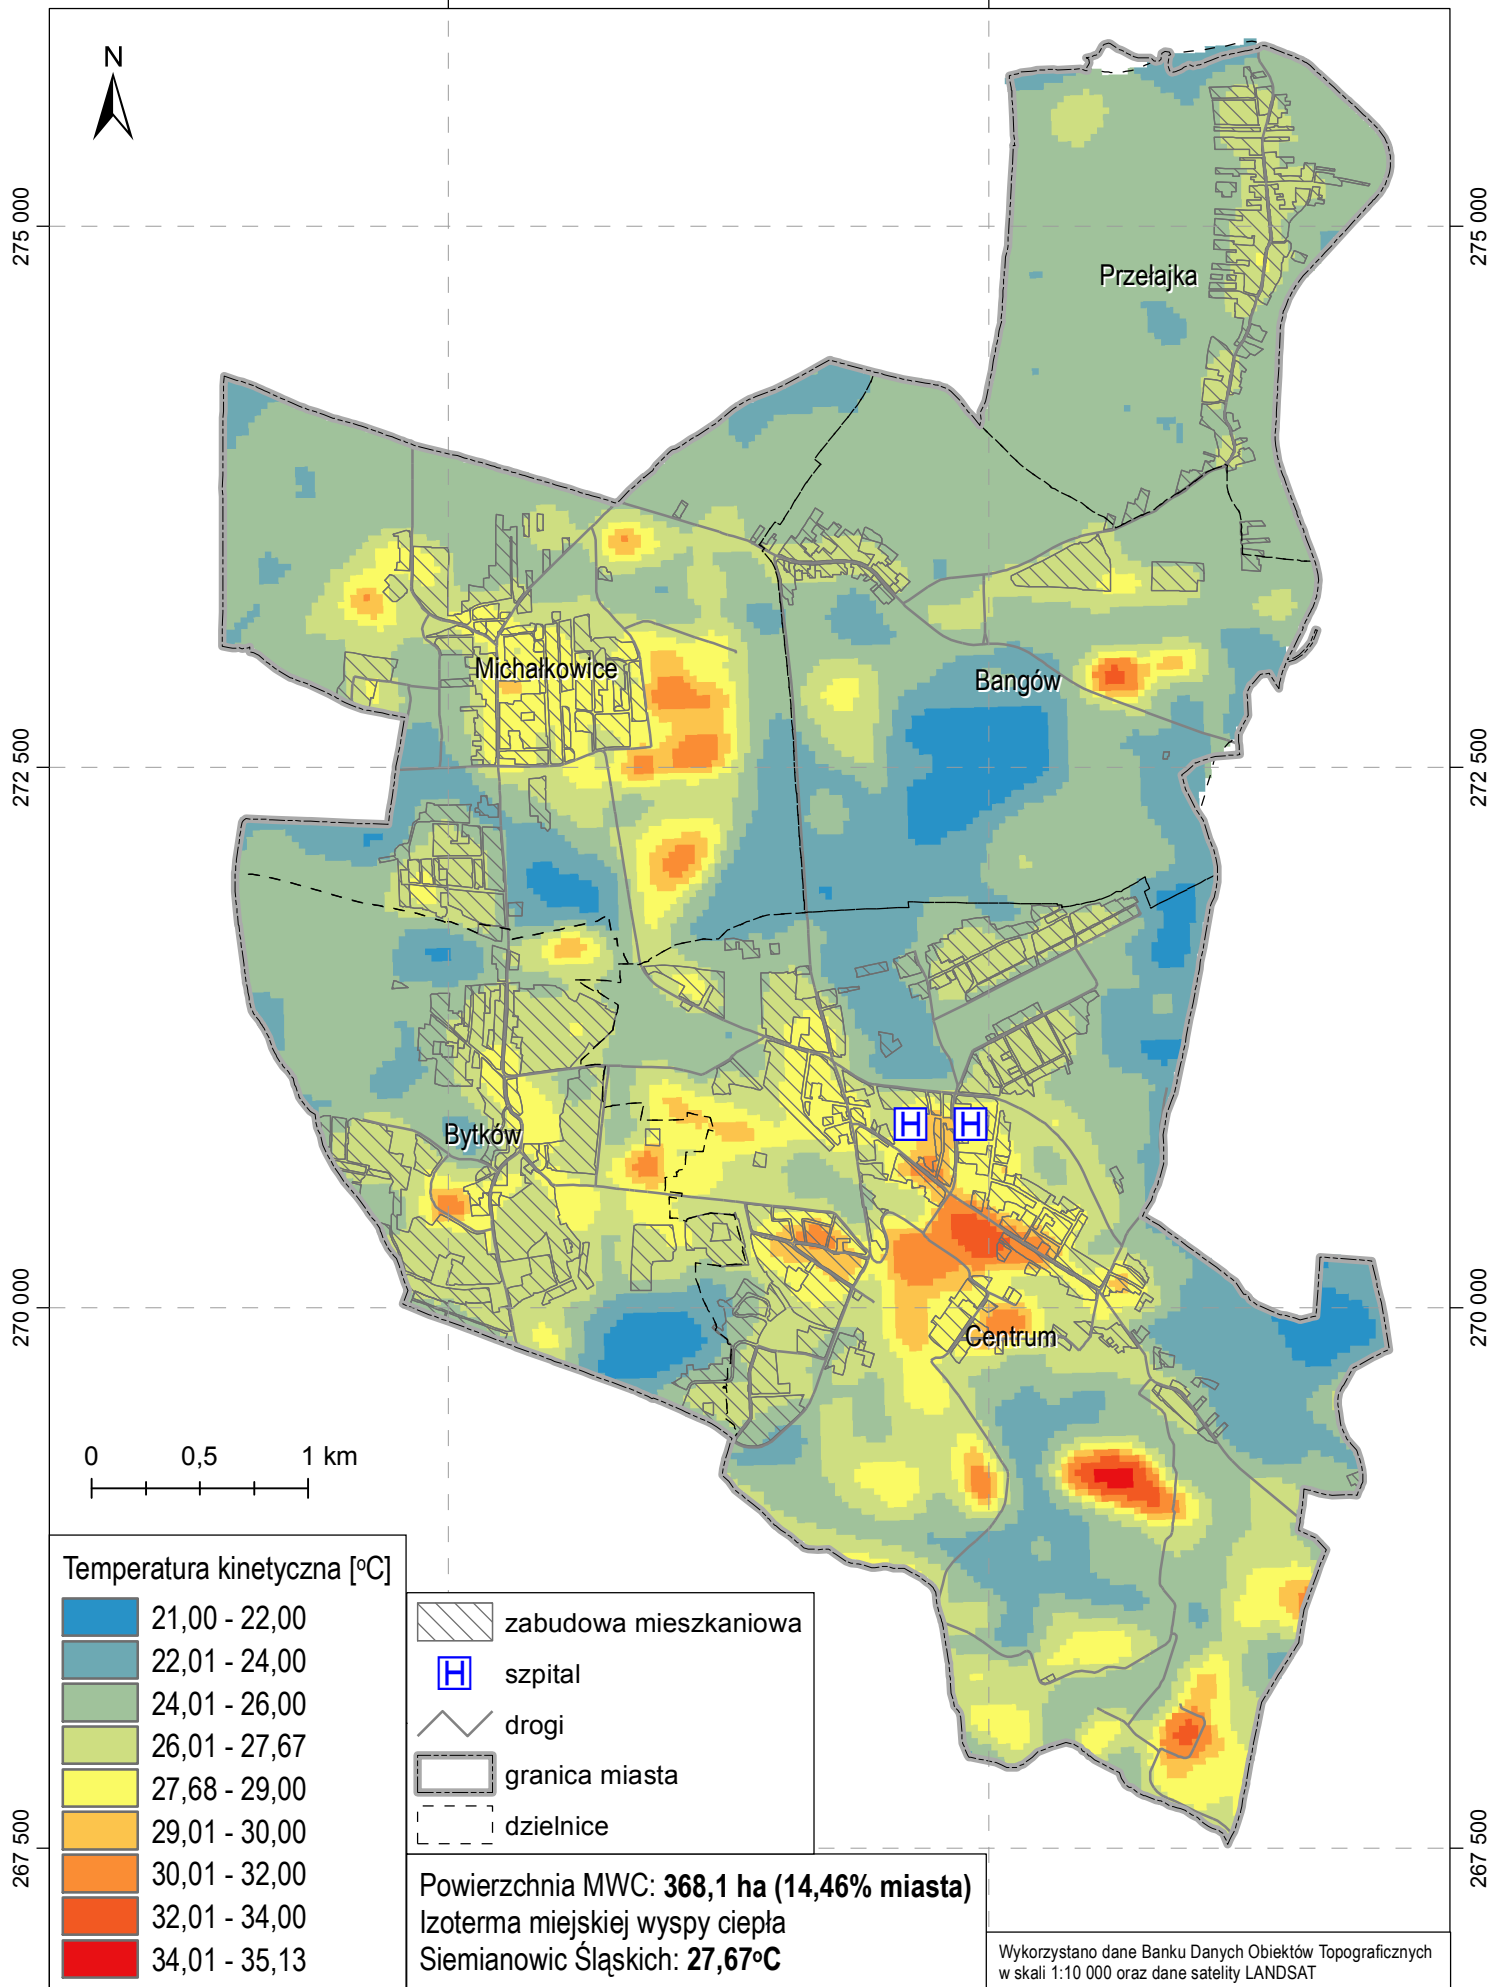 N
275 000
275 000
Przełajka
Michałkowice
Bangów
272 500
272 500
Bytków
H
H
270 000
270 000
Centrum
0 0,5 1 km
Temperatura kinetyczna [ºC]
21,00 - 22,00
22,01 - 24,00
24,01 - 26,00
26,01 - 27,67
27,68 - 29,00
29,01 - 30,00
30,01 - 32,00
32,01 - 34,00
34,01 - 35,13
zabudowa mieszkaniowa
H szpital
drogi
granica miasta
dzielnice
267 500
267 500
Powierzchnia MWC: 368,1 ha (14,46% miasta)
Izoterma miejskiej wyspy ciepła
Siemianowic Śląskich: 27,67ºC
Wykorzystano dane Banku Danych Obiektów Topograficznych
w skali 1:10 000 oraz dane satelity LANDSAT